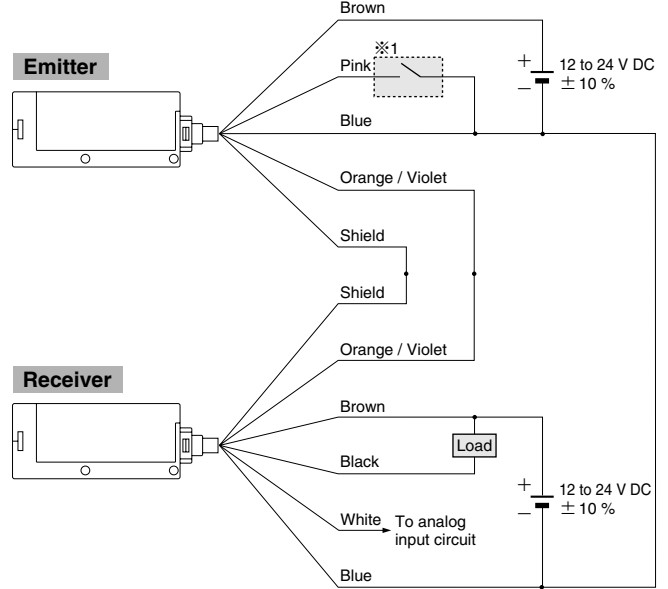 Brown
※1
Emitter
Pink
+
12 to 24 V DC
−
± 10 %
Blue
Orange / Violet
Shield
Shield
Orange / Violet
Receiver
Brown
Load
Black
+
12 to 24 V DC
−
± 10 %
White
To analog
input circuit
Blue